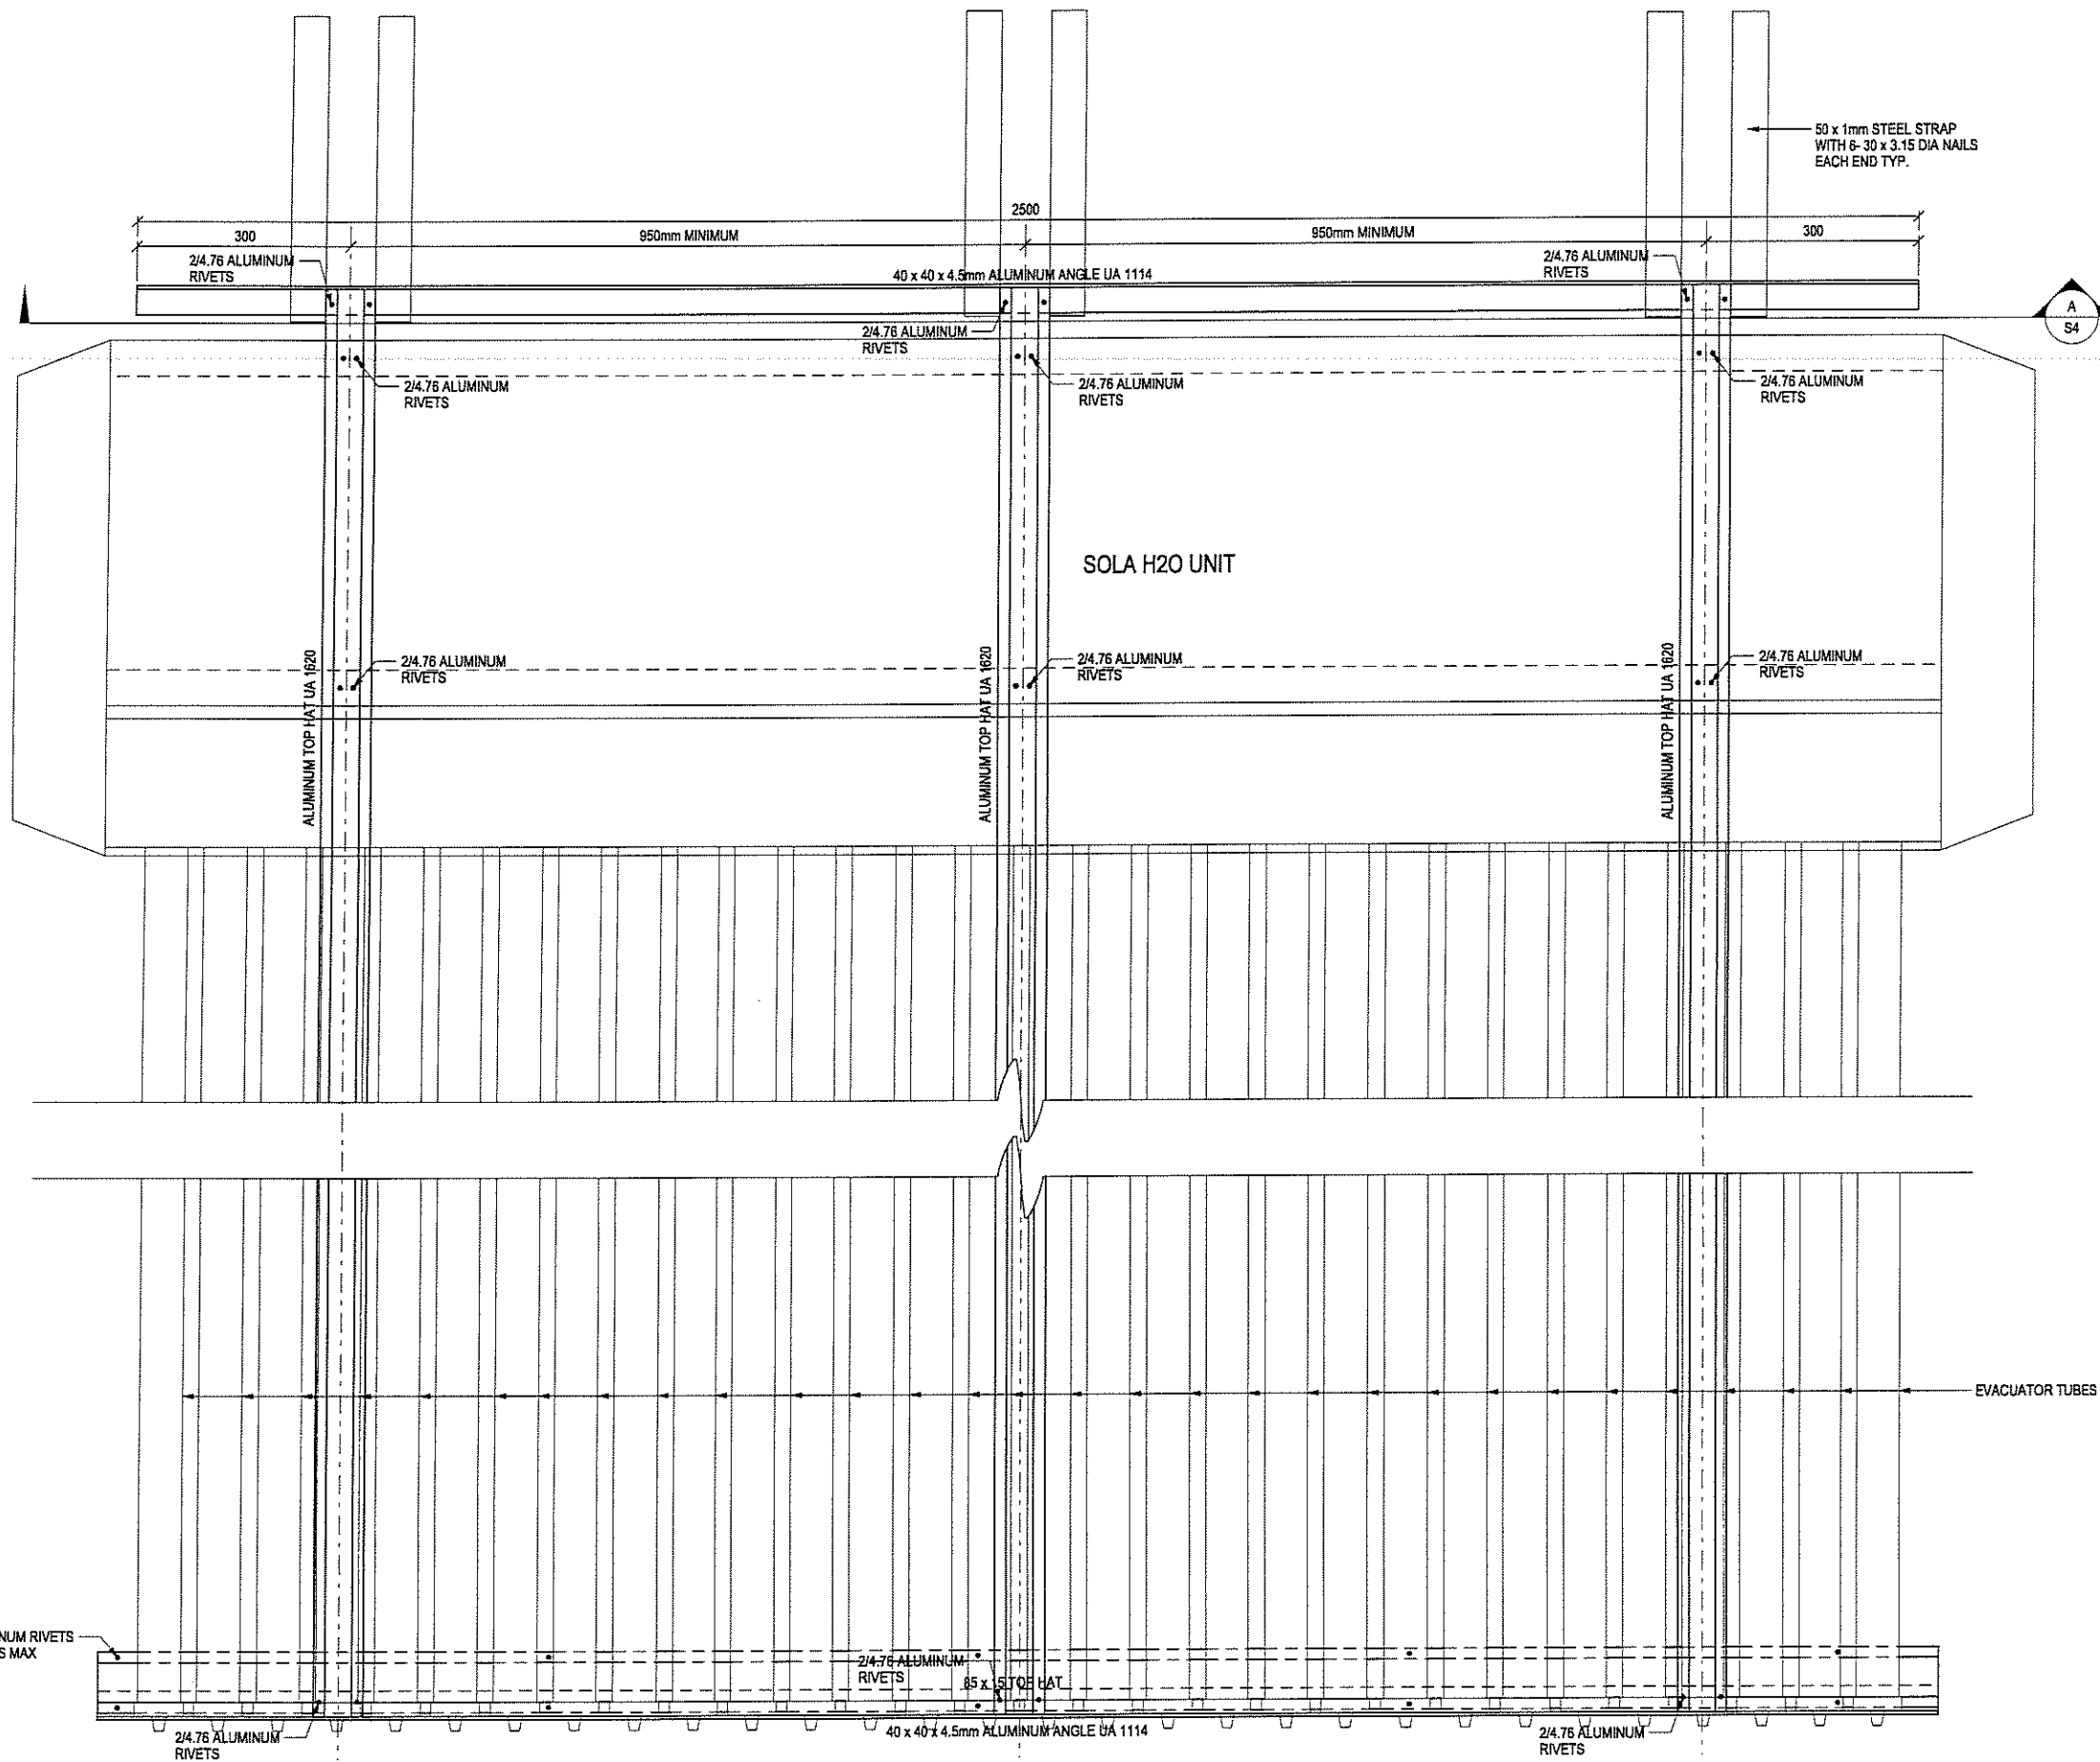 50 x 1mm STEEL STRAP
WITH 6- 30 x 3.15 DIA NAILS
EACH END TYP.
2500
300
950mm MINIMUM
950mm MINIMUM
300
2/4.76 ALUMINUM
RIVETS
40 x 40 x 4.5mm ALUMINUM ANGLE UA 1114
2/4.76 ALUMINUM
RIVETS
A
S4
2/4.76 ALUMINUM
RIVETS
2/4.76 ALUMINUM
RIVETS
2/4.76 ALUMINUM
RIVETS
2/4.76 ALUMINUM
RIVETS
SOLA H2O UNIT
2/4.76 ALUMINUM
RIVETS
2/4.76 ALUMINUM
RIVETS
2/4.76 ALUMINUM
RIVETS
ALUMINUM TOP HAT UA 1620
ALUMINUM TOP HAT UA 1620
ALUMINUM TOP HAT UA 1620
EVACUATOR TUBES
NUM RIVETS
S MAX
2/4.76 ALUMINUM
RIVETS
TOP HAT
2/4.76 ALUMINUM
RIVETS
40 x 40 x 4.5mm ALUMINUM ANGLE UA 1114
2/4.76 ALUMINUM
RIVETS